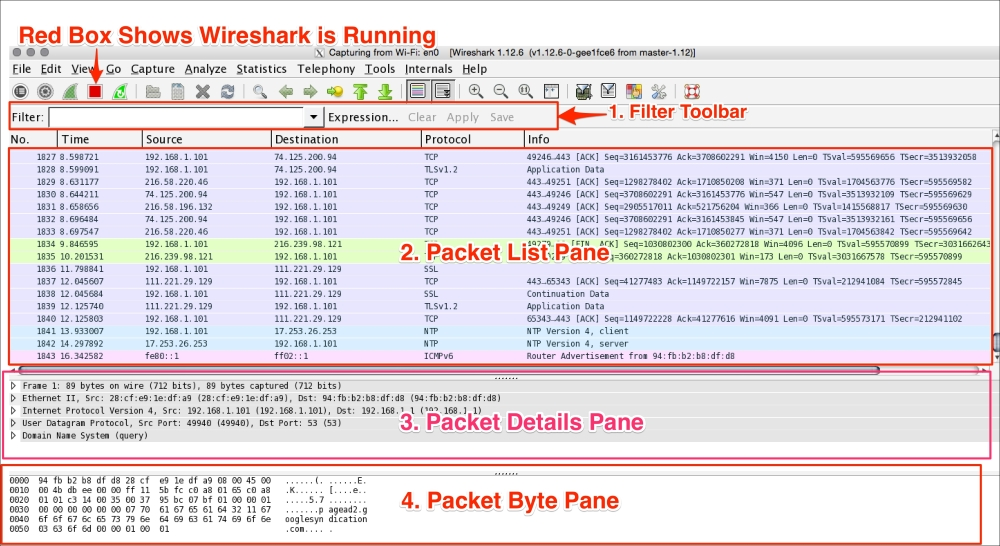 Red Box Shows Wireshark is Running
Capturing from Wi-Fi: en0 [Wireshark 1.12.6 (v1.12.6-0-gee1fce6 from master-1.12)]
File Edit View Go Capture Analyze Statistics Telephony Tools Internals Help
Filter: Expression... Clear Apply Save
1. Filter Toolbar
No. Time Source Destination Protocol Info
1827 8.598721 192.168.1.101 74.125.200.94 TCP 49246→443 [ACK] Seq=3161453776 Ack=3708602291 Win=4150 Len=0 TSval=595569656 TSecr=3513932058
1828 8.599091 192.168.1.101 74.125.200.94 TLSv1.2 Application Data
1829 8.631177 216.58.220.46 192.168.1.101 TCP 443→49251 [ACK] Seq=1298278402 Ack=1710850208 Win=371 Len=0 TSval=1704563776 TSecr=595569582
1830 8.644211 74.125.200.94 192.168.1.101 TCP 443→49246 [ACK] Seq=3708602291 Ack=3161453776 Win=547 Len=0 TSval=3513932109 TSecr=595569629
1831 8.658656 216.58.196.132 192.168.1.101 TCP 443→49249 [ACK] Seq=2905517011 Ack=521756204 Win=366 Len=0 TSval=1415568817 TSecr=595569630
1832 8.696484 74.125.200.94 192.168.1.101 TCP 443→49246 [ACK] Seq=3708602291 Ack=3161453845 Win=547 Len=0 TSval=3513932161 TSecr=595569656
1833 8.697547 216.58.220.46 192.168.1.101 TCP 443→49251 [ACK] Seq=1298278402 Ack=1710850277 Win=371 Len=0 TSval=1704563842 TSecr=595569642
1834 9.846595 192.168.1.101 216.239.98.121 [FIN, ACK] Seq=1030802300 Ack=360272818 Win=4096 Len=0 TSval=595570899 TSecr=3031662643
2. Packet List Pane
1835 10.201531 216.239.98.121 192.168.1.101 =360272818 Ack=1030802301 Win=173 Len=0 TSval=3031667578 TSecr=595570899
1836 11.798841 192.168.1.101 111.221.29.129 SSL
1837 12.045607 111.221.29.129 192.168.1.101 TCP 443→65343 [ACK] Seq=41277483 Ack=1149722157 Win=7875 Len=0 TSval=212941084 TSecr=595572845
1838 12.045684 192.168.1.101 111.221.29.129 SSL Continuation Data
1839 12.125740 111.221.29.129 192.168.1.101 TLSv1.2 Application Data
1840 12.125803 192.168.1.101 111.221.29.129 TCP 65343→443 [ACK] Seq=1149722228 Ack=41277616 Win=4091 Len=0 TSval=595573171 TSecr=212941102
1841 13.933007 192.168.1.101 17.253.26.253 NTP NTP Version 4, client
1842 14.297892 17.253.26.253 192.168.1.101 NTP NTP Version 4, server
1843 16.342582 fe80::1 ff02::1 ICMPv6 Router Advertisement from 94:fb:b2:b8:df:d8
Frame 1: 89 bytes on wire (712 bits), 89 bytes captured (712 bits)
Ethernet II, Src: 28:cf:e9:1e:df:a9 (28:cf:e9:1e:df:a9), Dst: 94:fb:b2:b8:df:d8 (94:fb:b2:b8:df:d8)
Internet Protocol Version 4, Src: 192.168.1.101 (192.168.1.101), Dst: 192.168.1.1 (192.168.1.1)
User Datagram Protocol, Src Port: 49940 (49940), Dst Port: 53 (53)
3. Packet Details Pane
Domain Name System (query)
0000 94 fb b2 b8 df d8 28 cf e9 1e df a9 08 00 45 00 ......(. ......E.
0010 00 4b db ee 00 00 ff 11 5b fc c0 a8 01 65 c0 a8 .K...... [....e..
0020 01 01 c3 14 00 35 00 37 95 bc 07 bf 01 00 00 01 .....5.7 ........
0030 00 00 00 00 00 00 07 70 61 67 65 61 64 32 11 67 .......p agead2.g
0040 6f 6f 67 6c 65 73 79 6e 64 69 63 61 74 69 6f 6e ooglesyn dication
0050 03 63 6f 6d 00 00 01 00 01 .com.... .
4. Packet Byte Pane